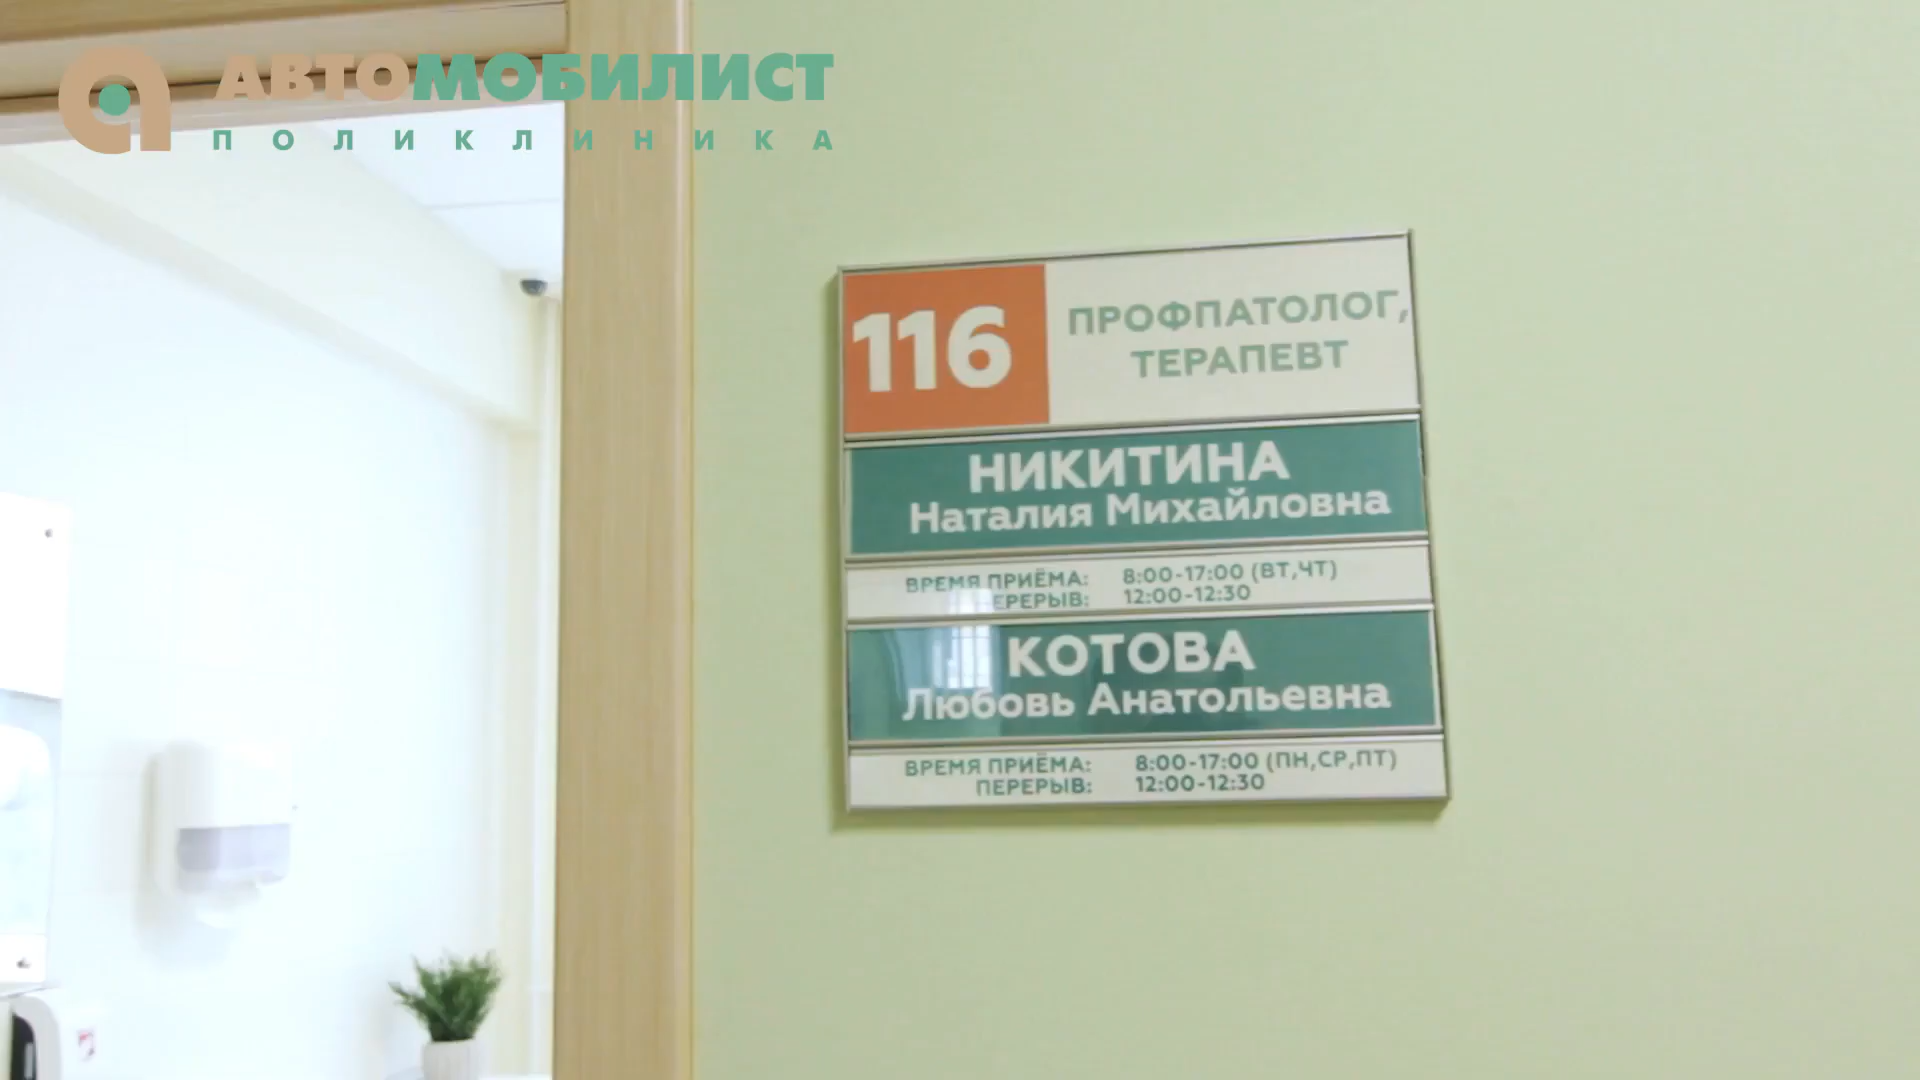 АВТОМОБИЛИСТ
ПОЛИКЛИНИКА
116
ПРОФПАТОЛОГ,
ТЕРАПЕВТ
НИКИТИНА
Наталия Михайловна
ВРЕМЯ ПРИЁМА: 8:00-17:00 (ВТ,ЧТ)
ПЕРЕРЫВ: 12:00-12:30
КОТОВА
Любовь Анатольевна
ВРЕМЯ ПРИЁМА: 8:00-17:00 (ПН,СР,ПТ)
ПЕРЕРЫВ: 12:00-12:30